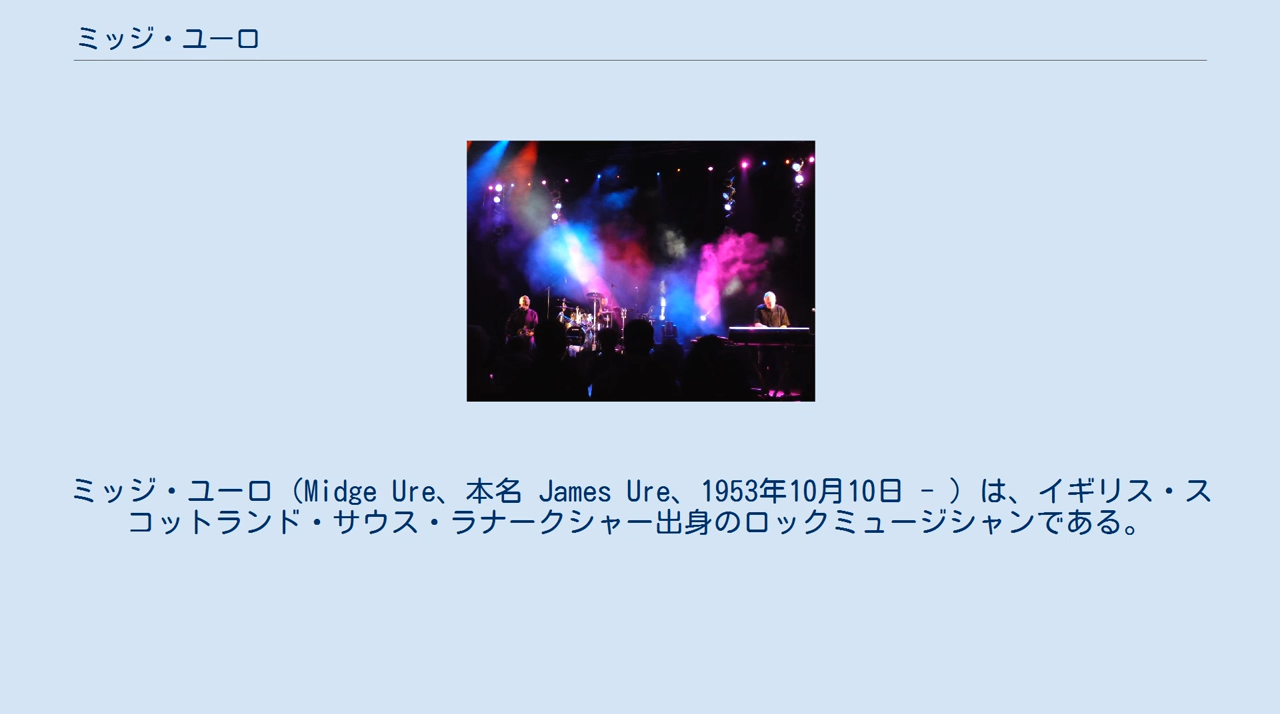 ミッジ・ユーロ
ミッジ・ユーロ（Midge Ure、本名 James Ure、1953年10月10日 - ）は、イギリス・ス
コットランド・サウス・ラナークシャー出身のロックミュージシャンである。